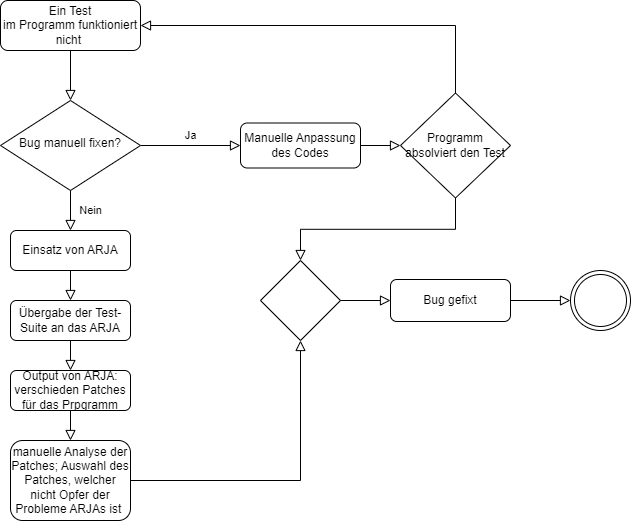 Ein Test
im Programm funktioniert
nicht
Bug manuell fixen?
Ja
Manuelle Anpassung
des Codes
Programm
absolviert den Test
Nein
Einsatz von ARJA
Übergabe der Test-
Suite an das ARJA
Bug gefixt
Output von ARJA:
verschieden Patches
für das Prpgramm
manuelle Analyse der
Patches; Auswahl des
Patches, welcher
nicht Opfer der
Probleme ARJAs ist